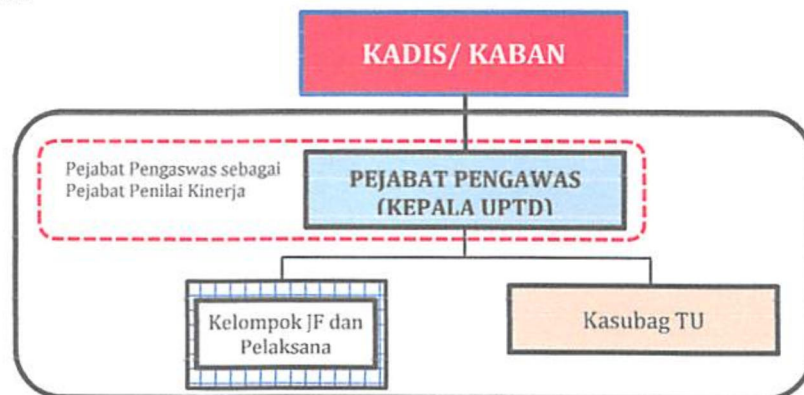 KADIS/ KABAN
Pejabat Pengaswas sebagai
Pejabat Penilai Kinerja
PEJABAT PENGAWAS
(KEPALA UPTD)
Kelompok JF dan
Pelaksana
Kasubag TU